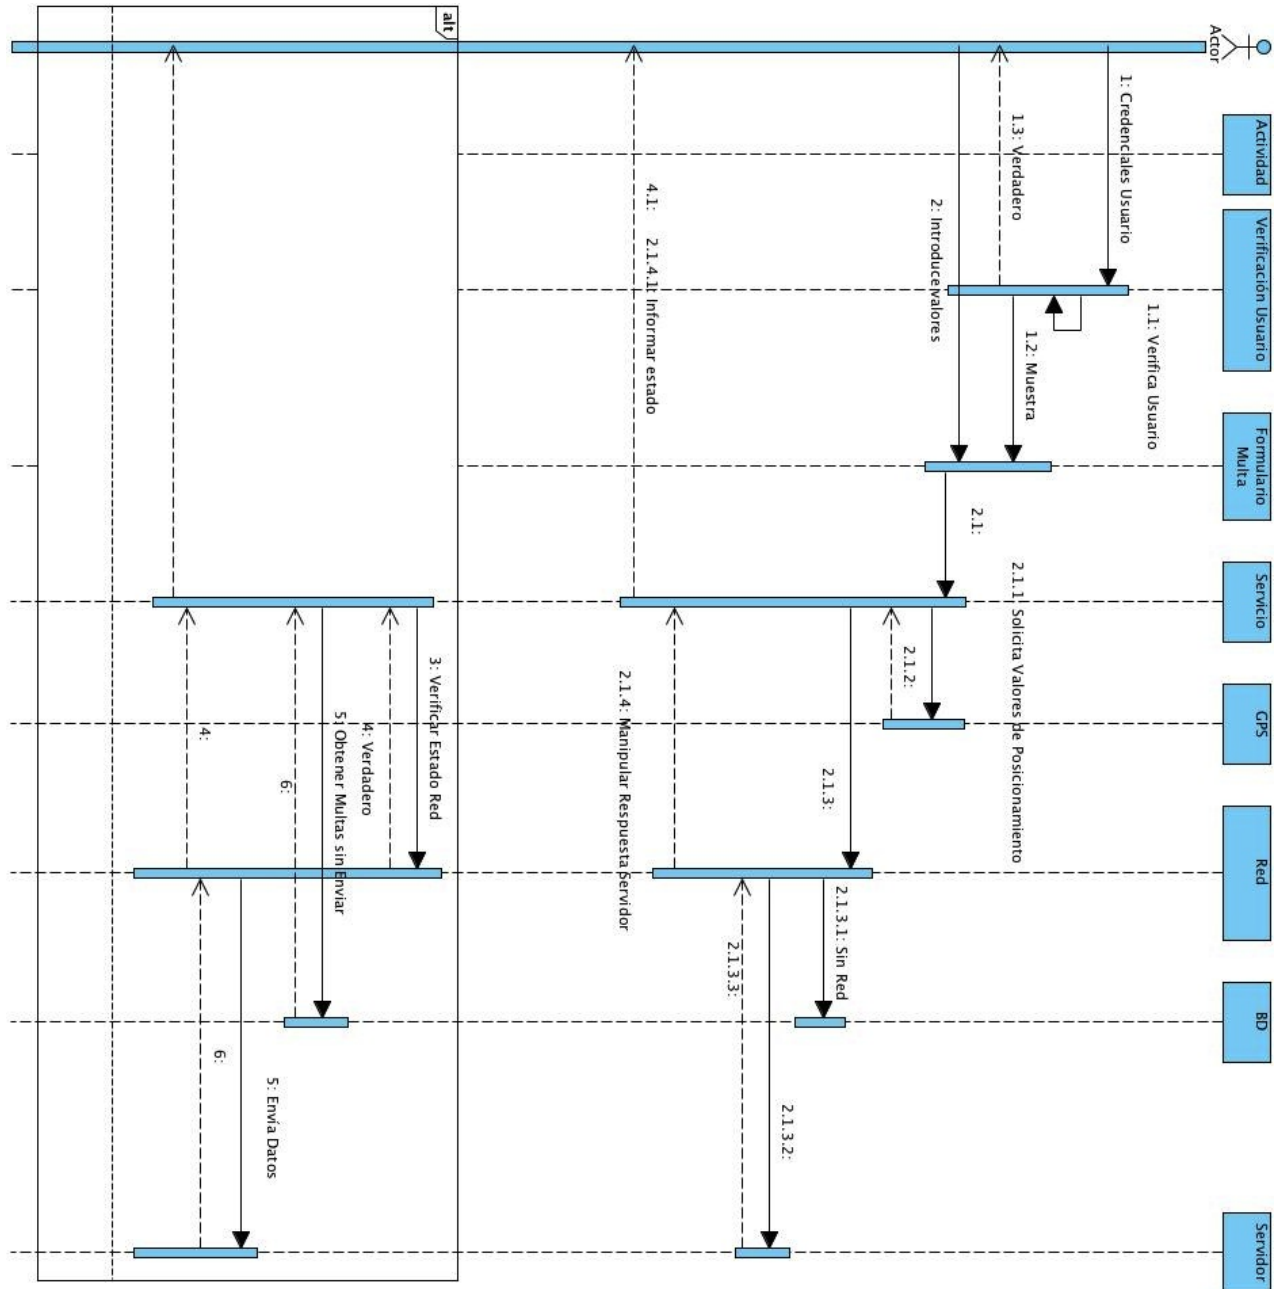 Actor
Actividad
Verificación Usuario
Formulario
Multa
Servicio
GPS
Red
BD
Servidor
1: Credenciales Usuario
1.1: Verifica Usuario
1.2: Muestra
1.3: Verdadero
2: Introduce valores
2.1:
2.1.1: Solicita Valores de Posicionamiento
2.1.2:
2.1.3:
2.1.3.1: Sin Red
2.1.3.2:
2.1.3.3:
2.1.4: Manipular Respuesta Servidor
2.1.4.1: Informar estado
4.1:
alt
3: Verificar Estado Red
4: Verdadero
5: Obtener Multas sin Enviar
6:
5: Envía Datos
6:
4: